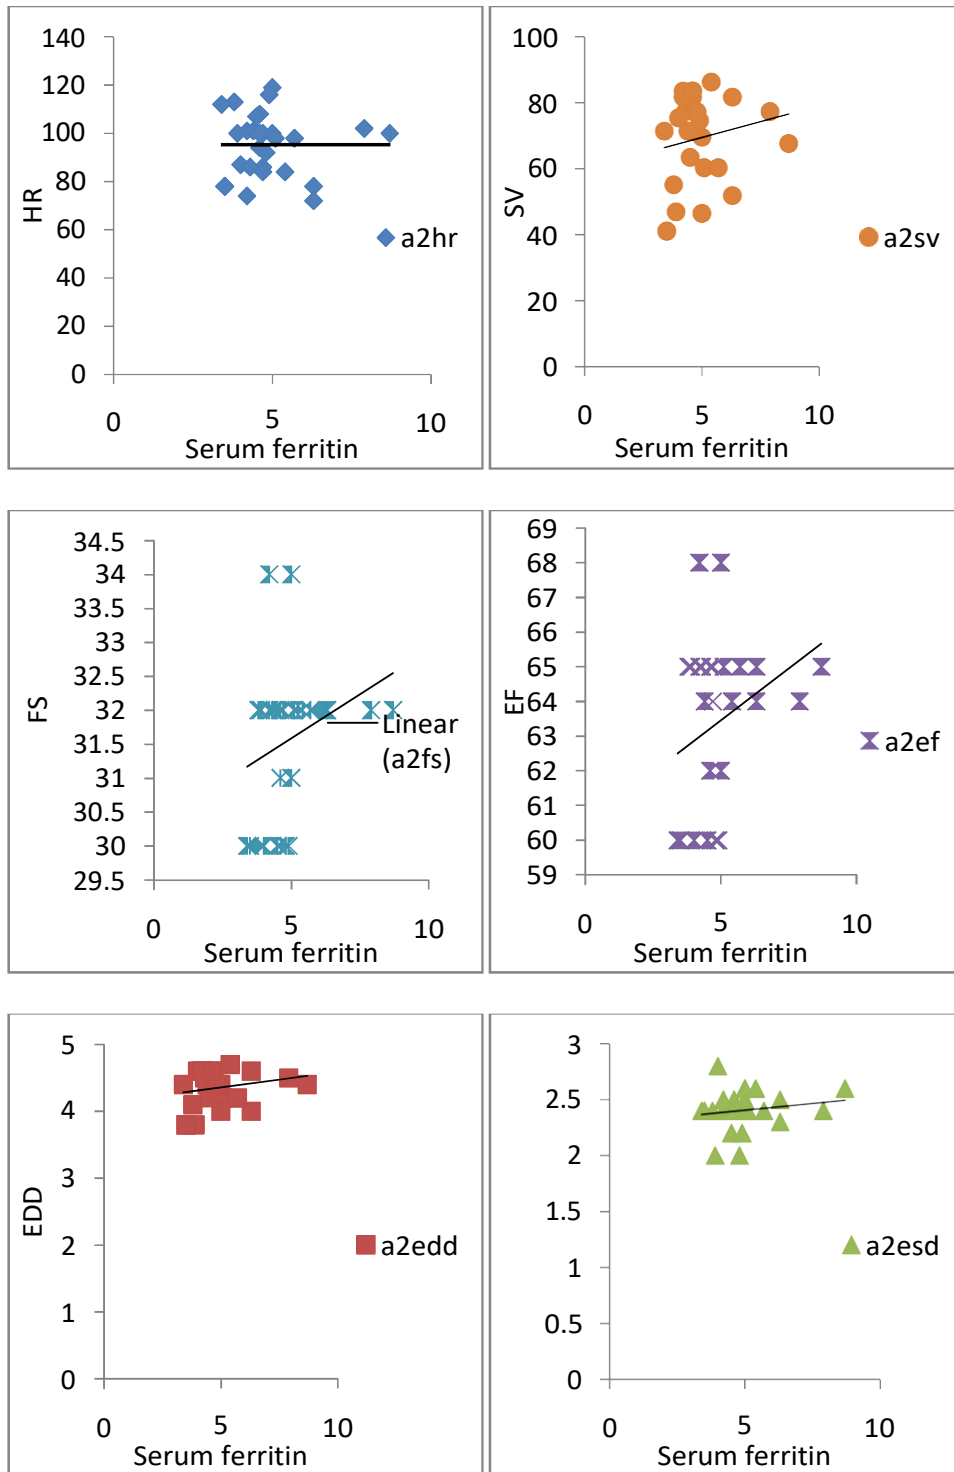 140
120
100
80
60
40
20
0
HR
0 5 10
Serum ferritin
a2hr
100
80
60
40
20
0
SV
0 5 10
Serum ferritin
a2sv
34.5
34
33.5
33
32.5
32
31.5
31
30.5
30
29.5
FS
0 5 10
Serum ferritin
Linear
(a2fs)
69
68
67
66
65
64
63
62
61
60
59
EF
0 5 10
Serum ferritin
a2ef
5
4
3
2
1
0
EDD
0 5 10
Serum ferritin
a2edd
3
2.5
2
1.5
1
0.5
0
0 5 10
Serum ferritin
a2esd